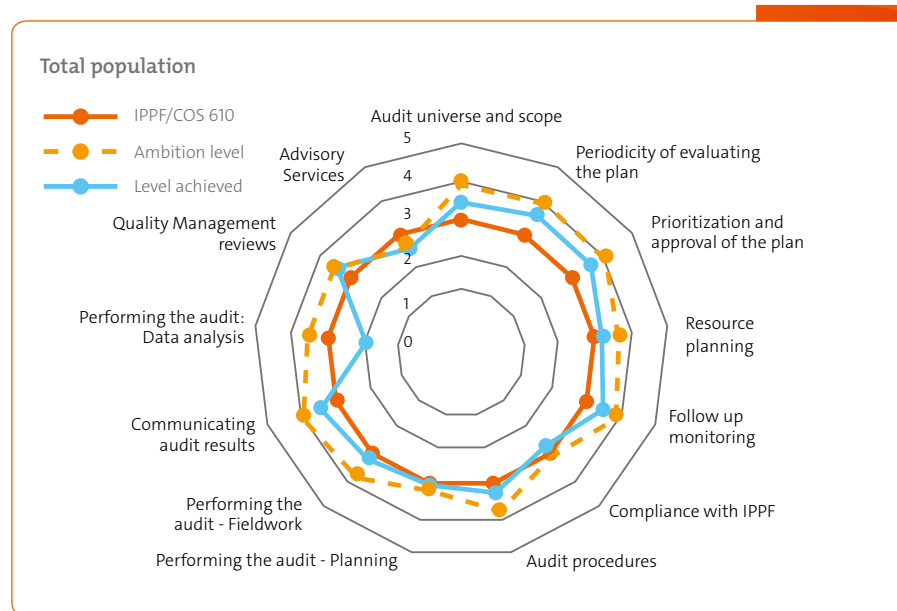 Total population
IPPF/COS 610
Ambition level
Level achieved
Audit universe and scope
5
4
3
2
1
0
Periodicity of evaluating
the plan
Prioritization and
approval of the plan
Resource
planning
Follow up
monitoring
Compliance with IPPF
Audit procedures
Performing the audit - Planning
Performing the
audit - Fieldwork
Communicating
audit results
Performing the audit:
Data analysis
Quality Management
reviews
Advisory
Services